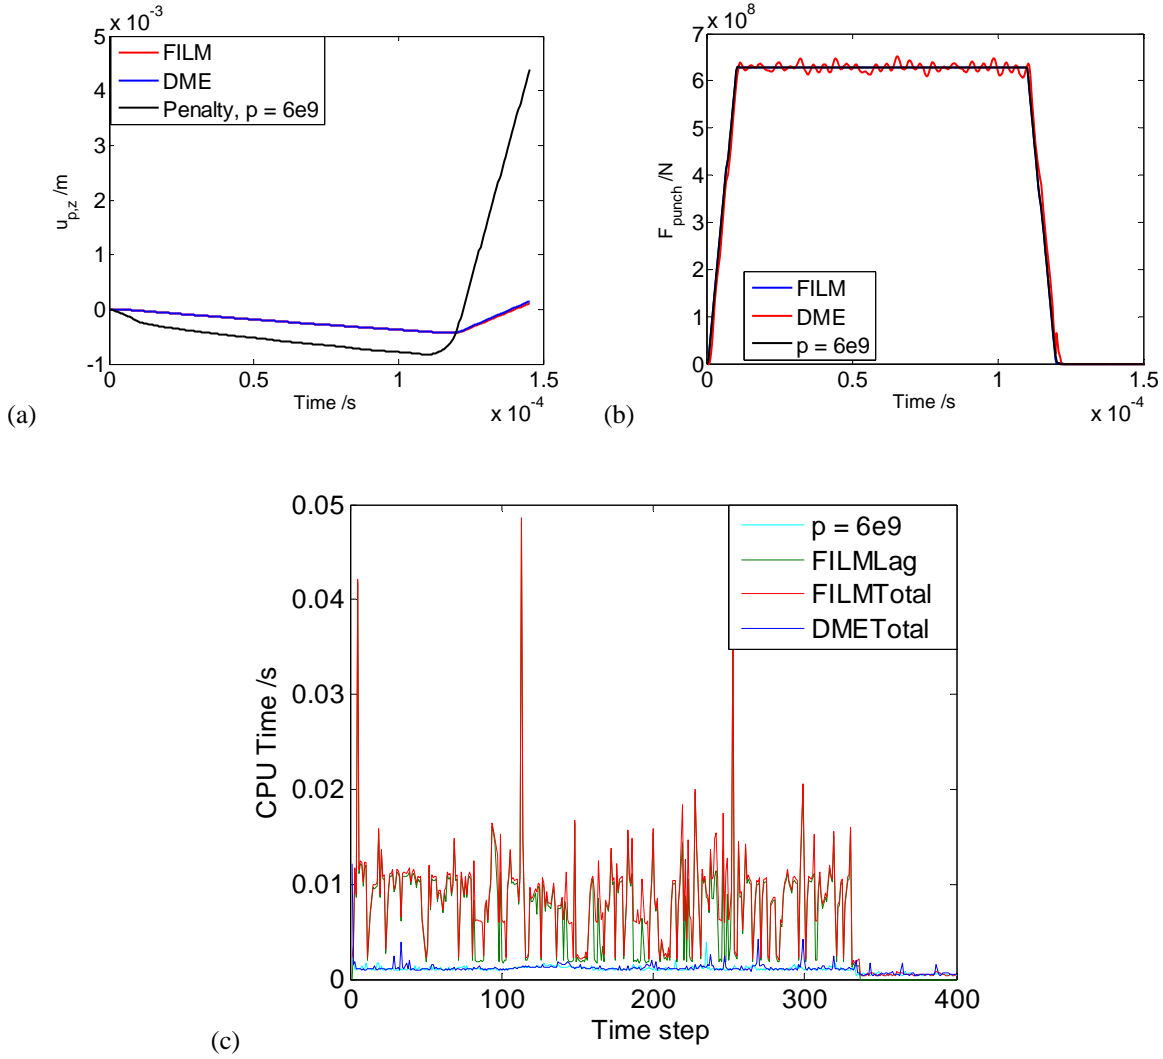 x 10^-3
5
4
3
2
1
0
-1
u_p,z /m
FILM
DME
Penalty, p = 6e9
0
0.5
1
1.5
Time /s
x 10^-4
(a)
x 10^8
7
6
5
4
3
2
1
0
F_punch /N
FILM
DME
p = 6e9
0
0.5
1
1.5
Time /s
x 10^-4
(b)
0.05
0.04
0.03
0.02
0.01
0
CPU Time /s
p = 6e9
FILMLag
FILMTotal
DMETotal
0
100
200
300
400
Time step
(c)